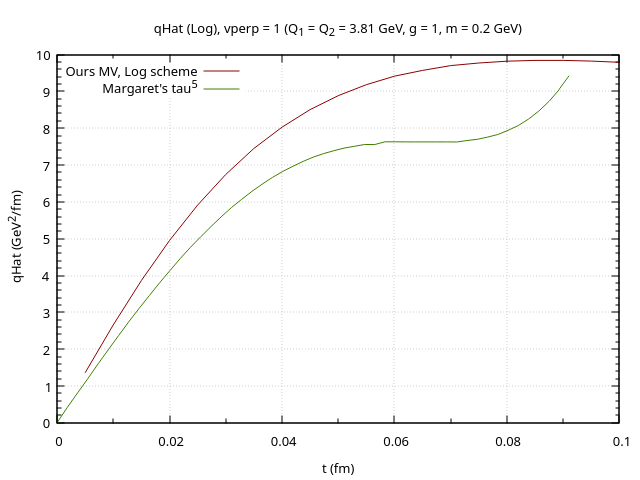 qHat (Log), vperp = 1 (Q1 = Q2 = 3.81 GeV, g = 1, m = 0.2 GeV)
Ours MV, Log scheme
Margaret's tau5
qHat (GeV2/fm)
10
9
8
7
6
5
4
3
2
1
0
0 0.02 0.04 0.06 0.08 0.1
t (fm)